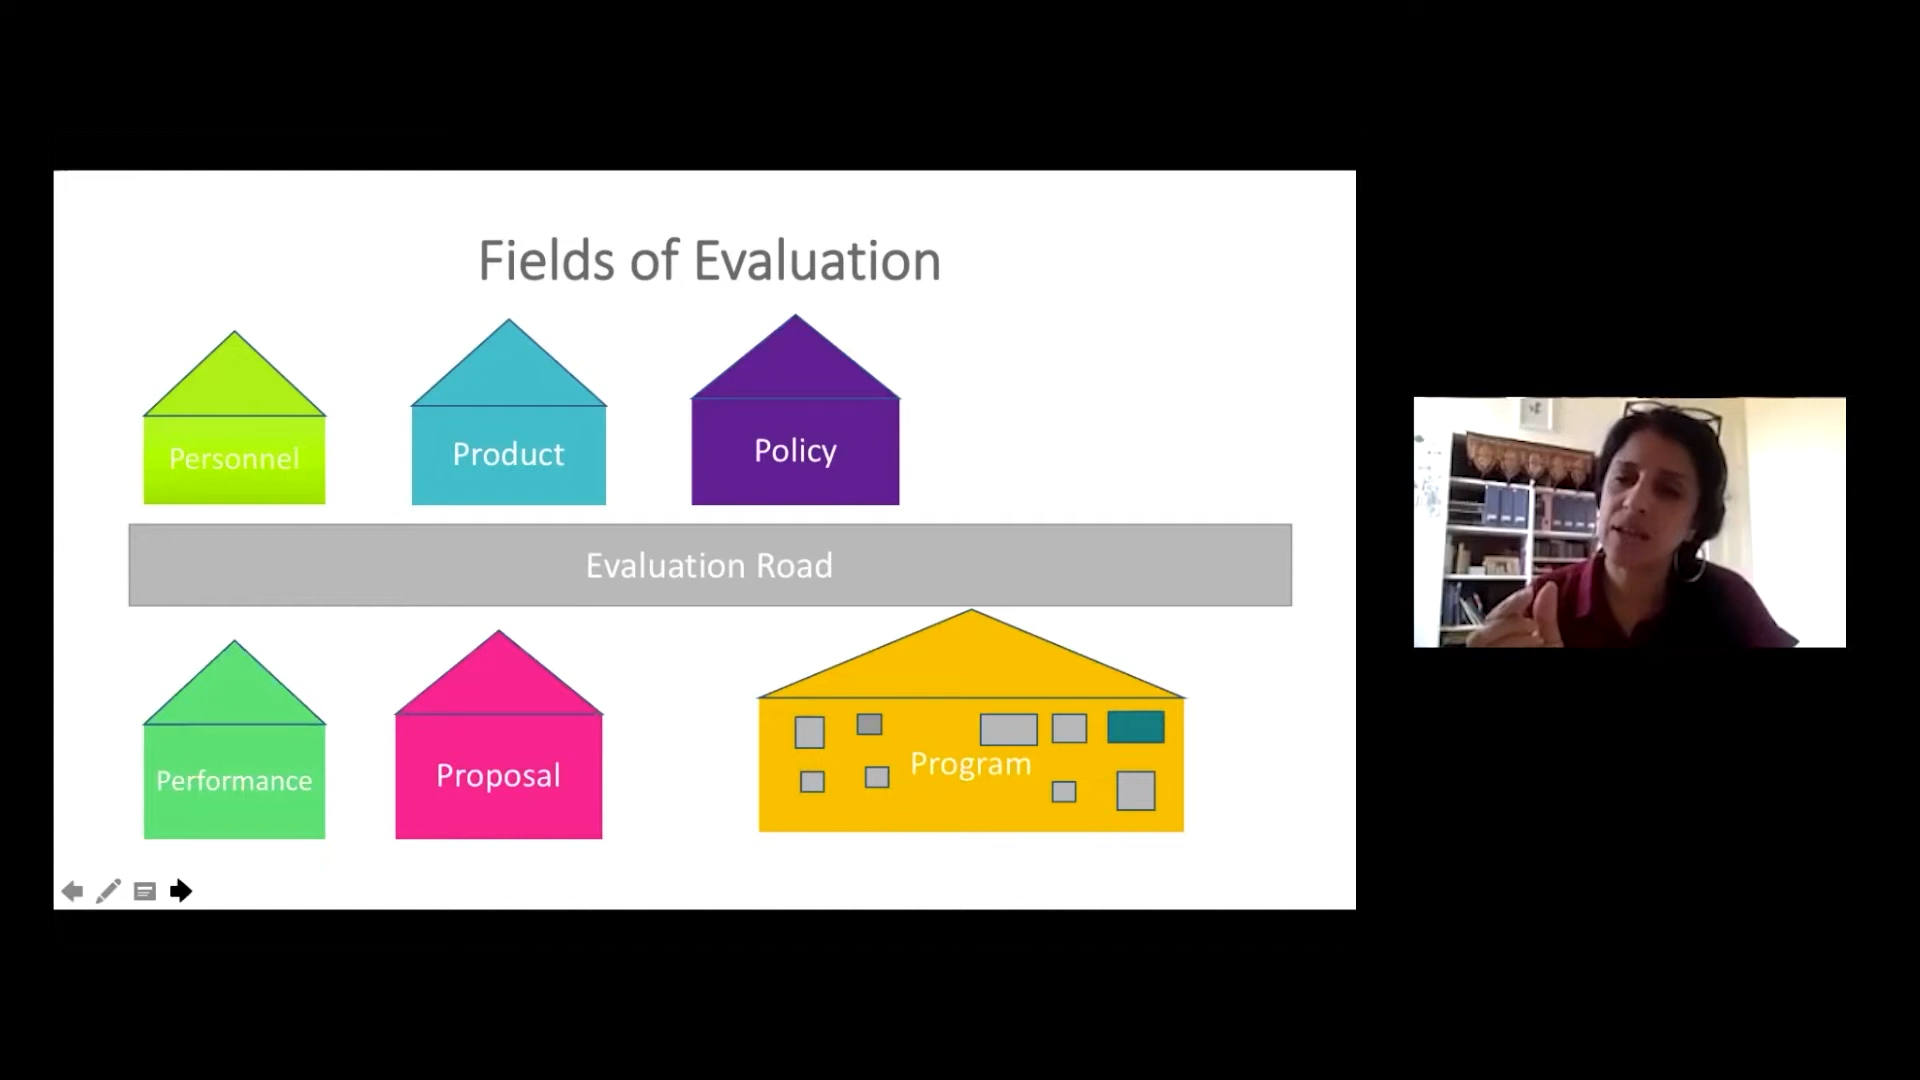 Fields of Evaluation
Personnel
Product
Policy
Evaluation Road
Performance
Proposal
Program